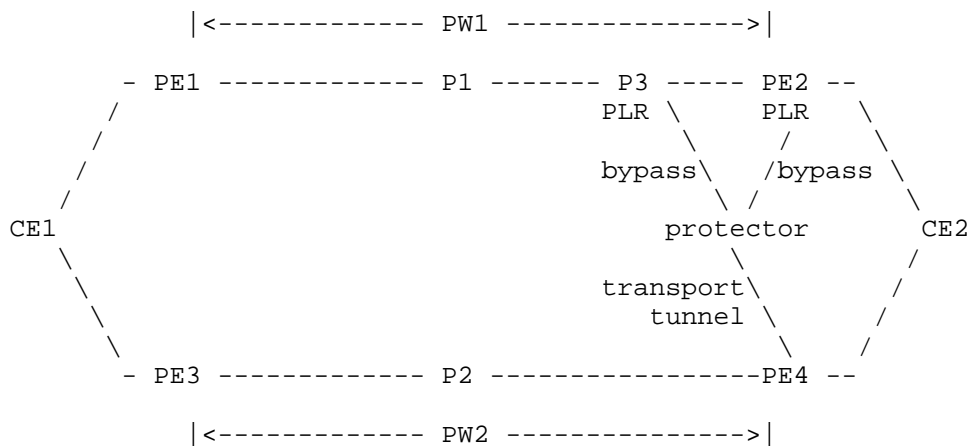 |<------------- PW1 --------------->|
- PE1 -------------- P1 ------- P3 ----- PE2 --
PLR PLR
bypass bypass
CE1 protector CE2
transport
tunnel
- PE3 ------------- P2 -----------------PE4 --
|<------------- PW2 --------------->|